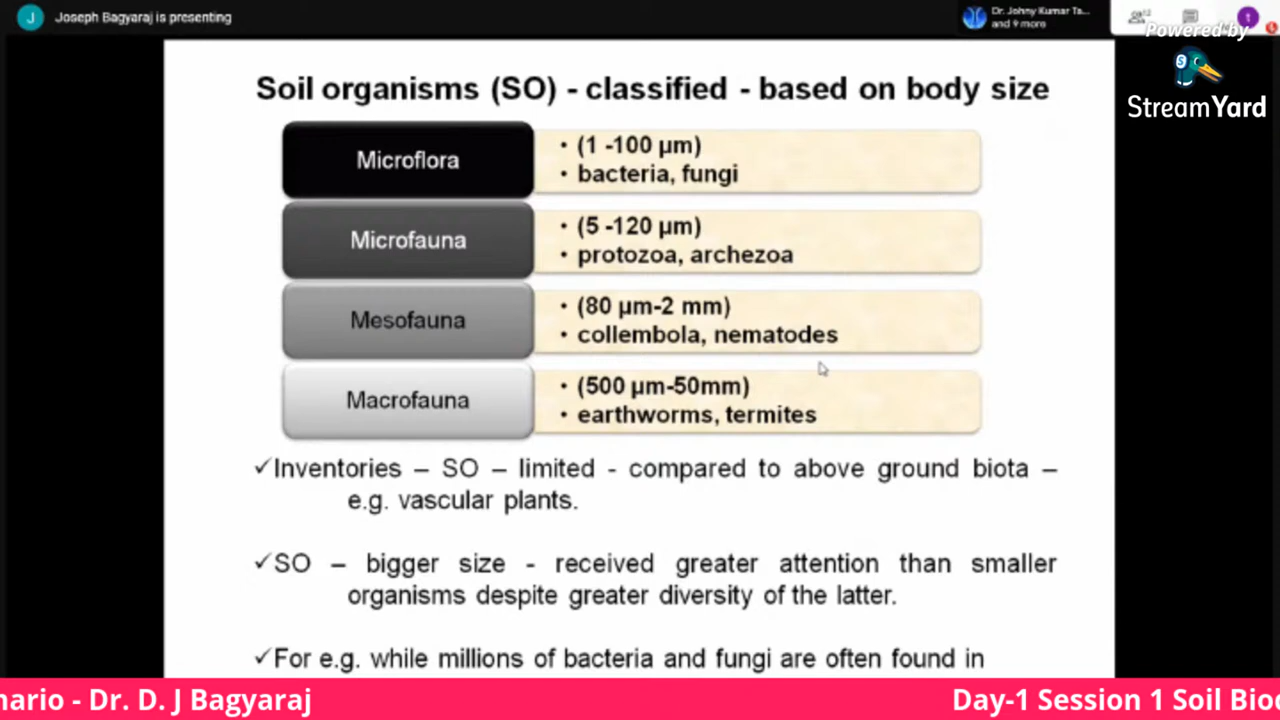 Joseph Bagyaraj is presenting
Dr. Johny Kumar Ta...
and 9 more
12
J
t
Powered by
S
StreamYard
Soil organisms (SO) - classified - based on body size
Microflora
• (1 -100 µm)
• bacteria, fungi
Microfauna
• (5 -120 µm)
• protozoa, archezoa
Mesofauna
• (80 µm-2 mm)
• collembola, nematodes
Macrofauna
• (500 µm-50mm)
• earthworms, termites
✓Inventories – SO – limited - compared to above ground biota –
e.g. vascular plants.
✓SO – bigger size - received greater attention than smaller
organisms despite greater diversity of the latter.
✓For e.g. while millions of bacteria and fungi are often found in
nario - Dr. D. J Bagyaraj
Day-1 Session 1 Soil Bio